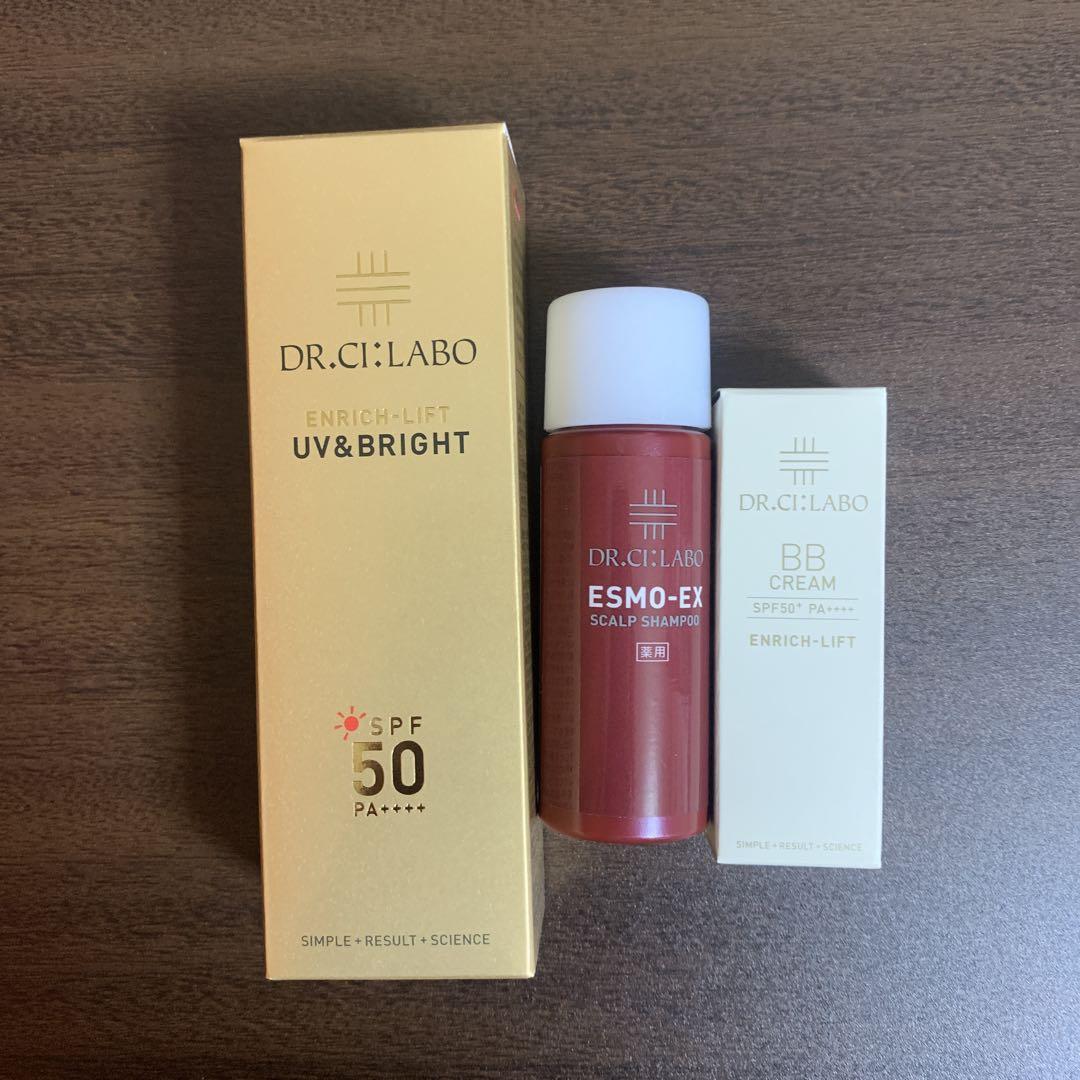 DR.CI:LABO
ENRICH-LIFT
UV&BRIGHT
SPF
50
PA++++
SIMPLE+RESULT+SCIENCE
DR.CI:LABO
ESMO-EX
SCALP SHAMPOO
薬用
DR.CI:LABO
BB
CREAM
SPF50+ PA++++
ENRICH-LIFT
SIMPLE+RESULT+SCIENCE